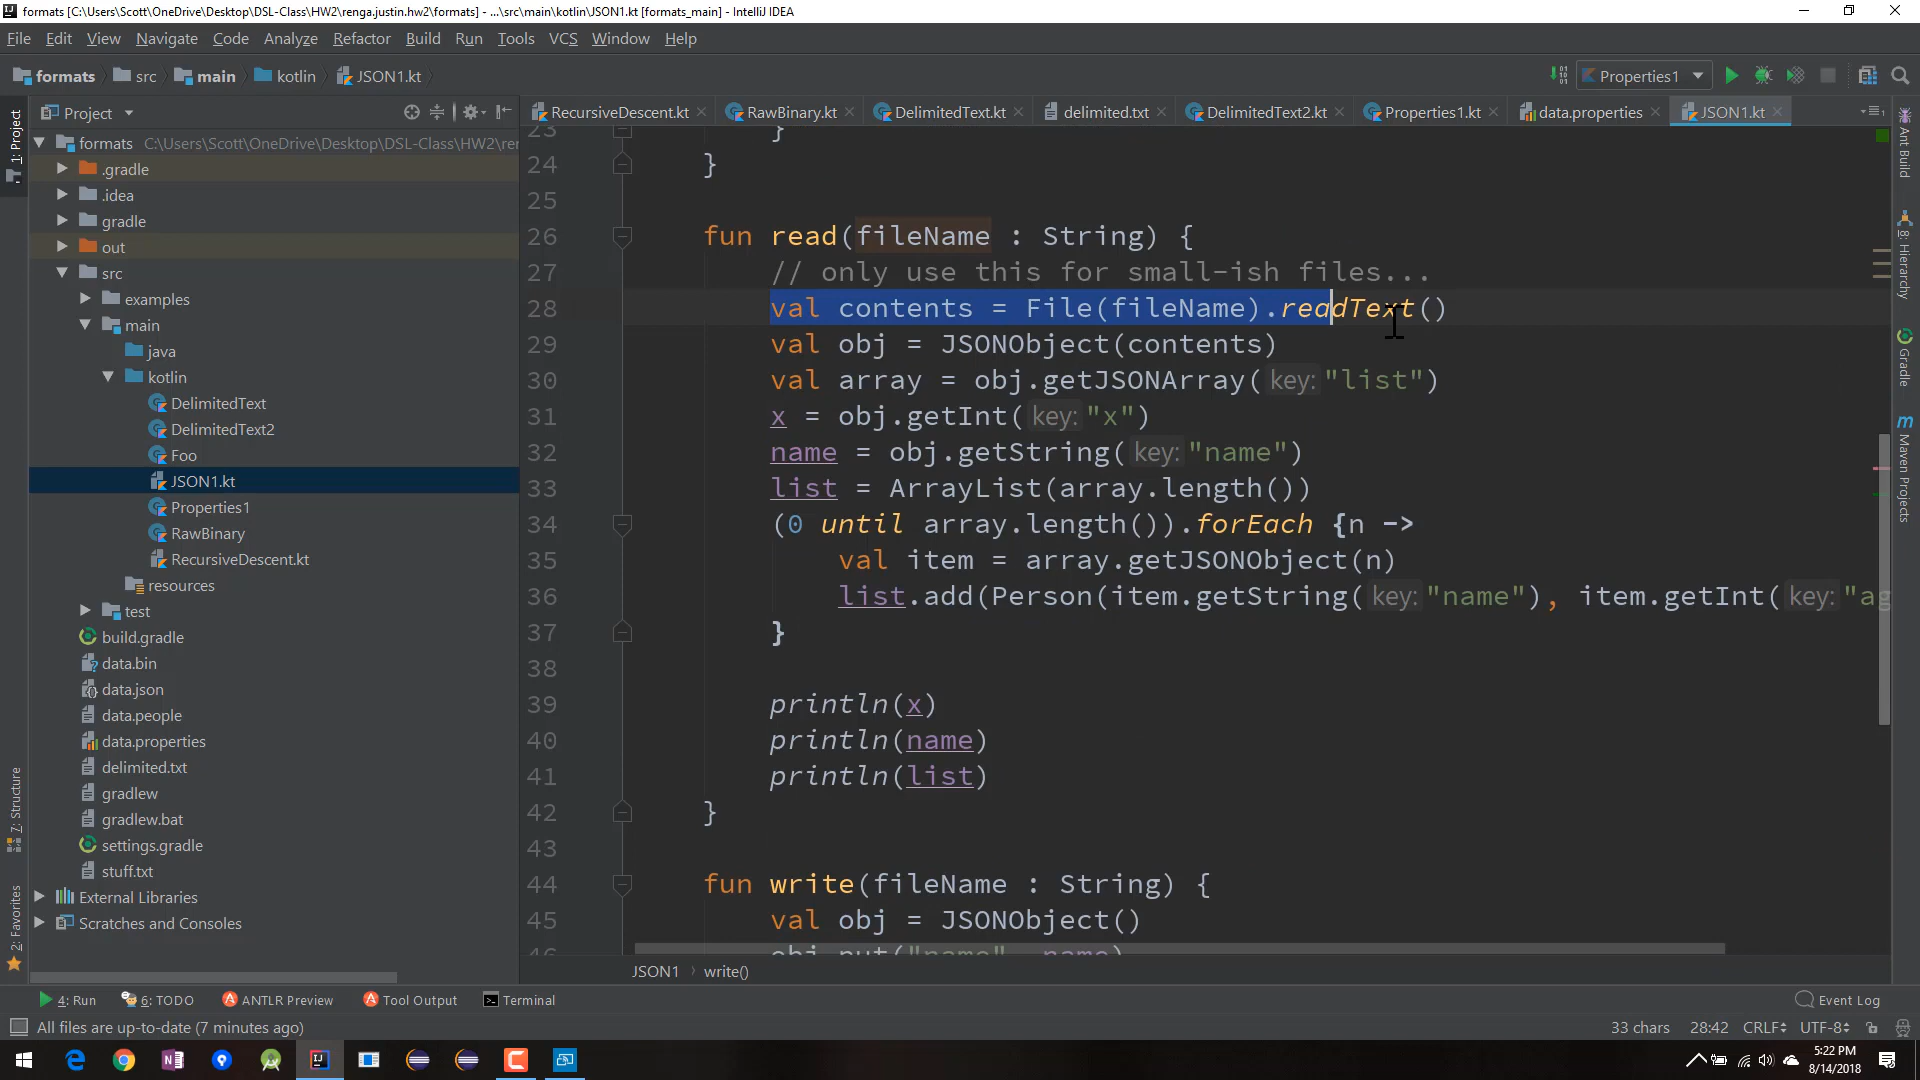 formats [C:\Users\Scott\OneDrive\Desktop\DSL-Class\HW2\renga.justin.hw2\formats] - ...\src\main\kotlin\JSON1.kt [formats_main] - IntelliJ IDEA
File Edit View Navigate Code Analyze Refactor Build Run Tools VCS Window Help
formats src main kotlin JSON1.kt Properties1
Project RecursiveDescent.kt RawBinary.kt DelimitedText.kt delimited.txt DelimitedText2.kt Properties1.kt data.properties JSON1.kt
1: Project
7: Structure
2: Favorites
formats C:\Users\Scott\OneDrive\Desktop\DSL-Class\HW2\ren
.gradle
.idea
gradle
out
src
examples
main
java
kotlin
DelimitedText
DelimitedText2
Foo
JSON1.kt
Properties1
RawBinary
RecursiveDescent.kt
resources
test
build.gradle
data.bin
data.json
data.people
data.properties
delimited.txt
gradlew
gradlew.bat
settings.gradle
stuff.txt
External Libraries
Scratches and Consoles
23 }
24 }
25
26 fun read(fileName : String) {
27 // only use this for small-ish files...
28 val contents = File(fileName).readText()
29 val obj = JSONObject(contents)
30 val array = obj.getJSONArray( key: "list")
31 x = obj.getInt( key: "x")
32 name = obj.getString( key: "name")
33 list = ArrayList(array.length())
34 (0 until array.length()).forEach {n ->
35 val item = array.getJSONObject(n)
36 list.add(Person(item.getString( key: "name"), item.getInt( key: "ag
37 }
38
39 println(x)
40 println(name)
41 println(list)
42 }
43
44 fun write(fileName : String) {
45 val obj = JSONObject()
46 obj.put("name", name)
JSON1 › write()
Ant Build
8: Hierarchy
Gradle
Maven Projects
4: Run 6: TODO ANTLR Preview Tool Output Terminal Event Log
All files are up-to-date (7 minutes ago) 33 chars 28:42 CRLF UTF-8
5:22 PM
8/14/2018